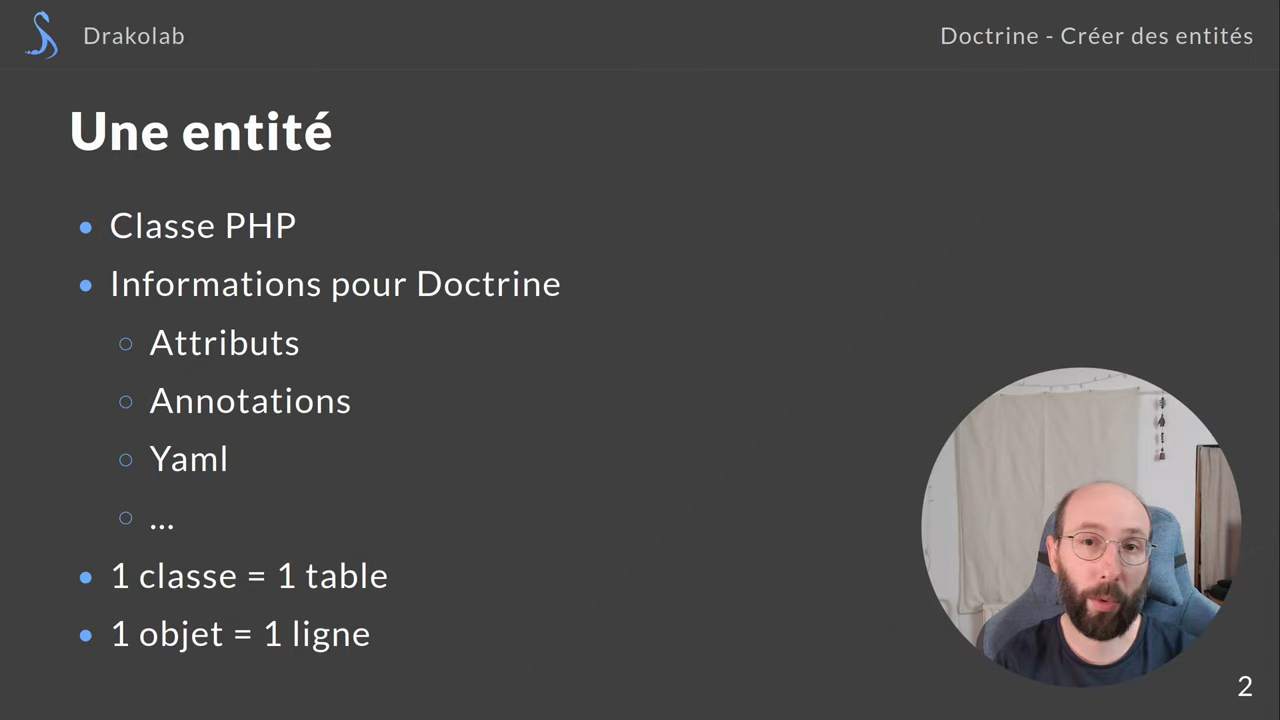 Drakolab
Doctrine - Créer des entités
Une entité
Classe PHP
Informations pour Doctrine
Attributs
Annotations
Yaml
...
1 classe = 1 table
1 objet = 1 ligne
2